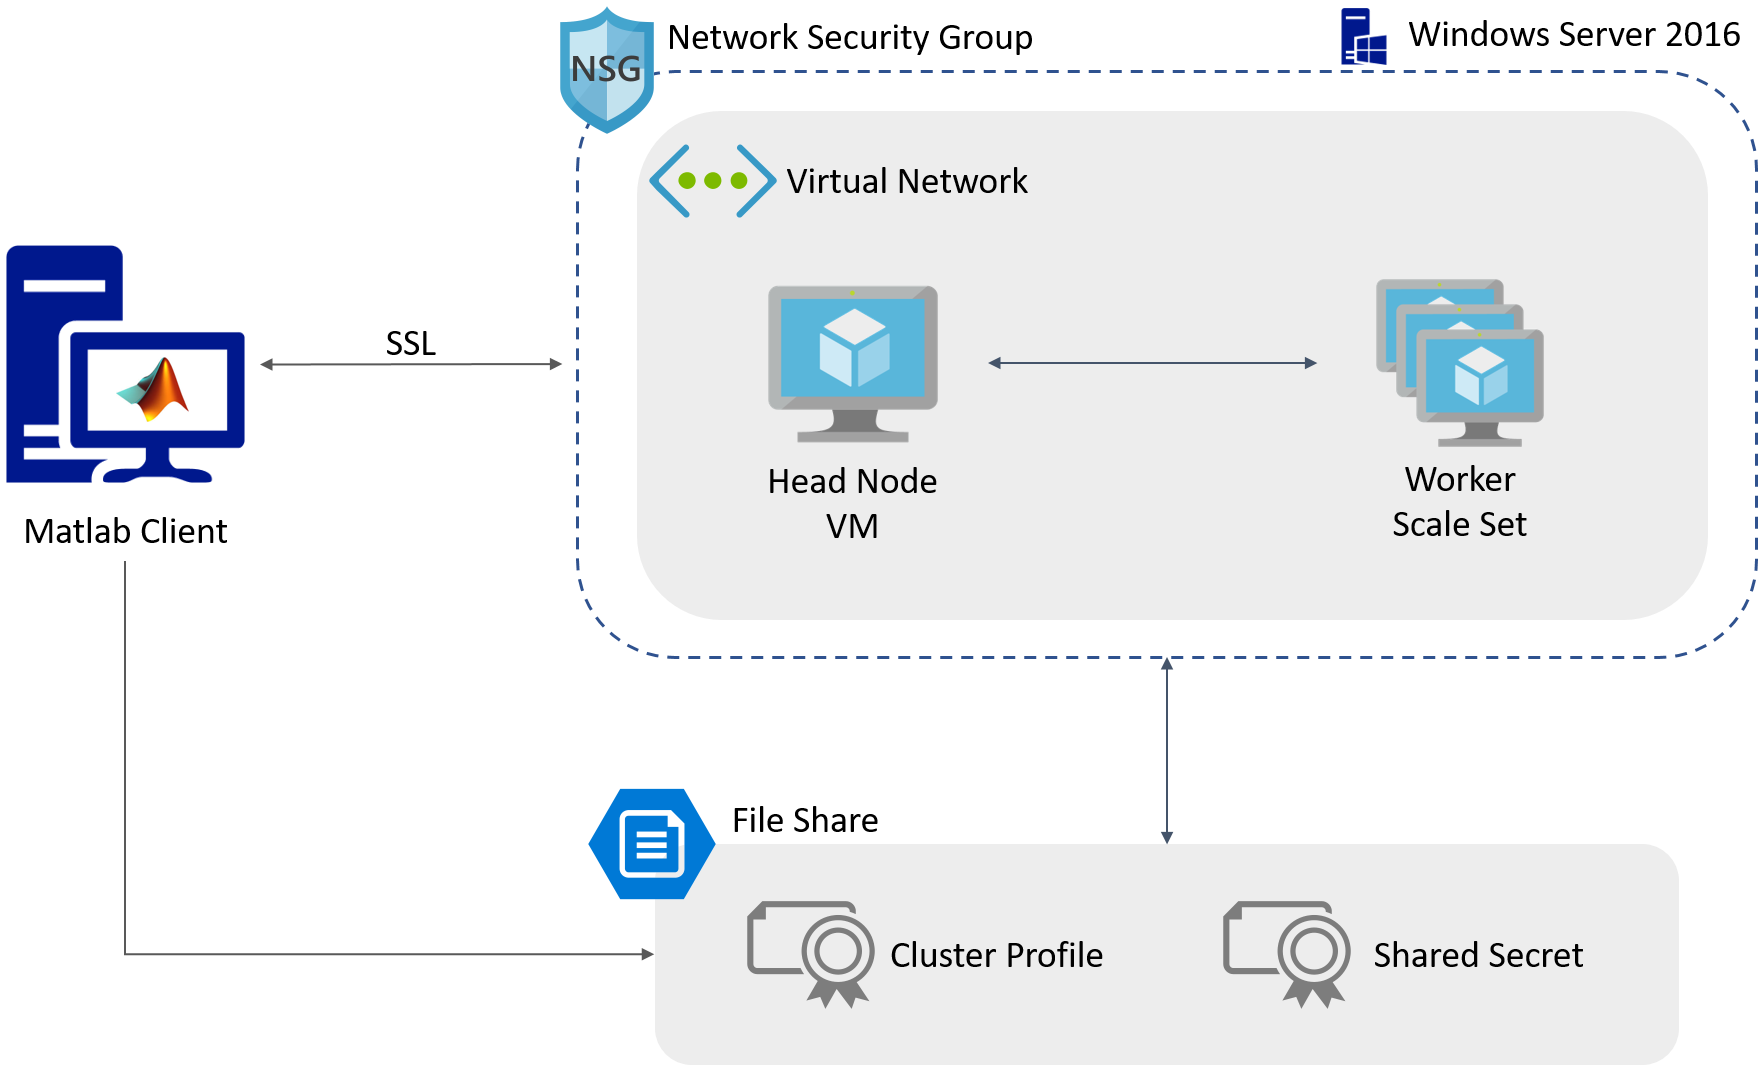 NSG
Network Security Group
Windows Server 2016
Virtual Network
SSL
Head Node
VM
Worker
Scale Set
Matlab Client
File Share
Cluster Profile
Shared Secret